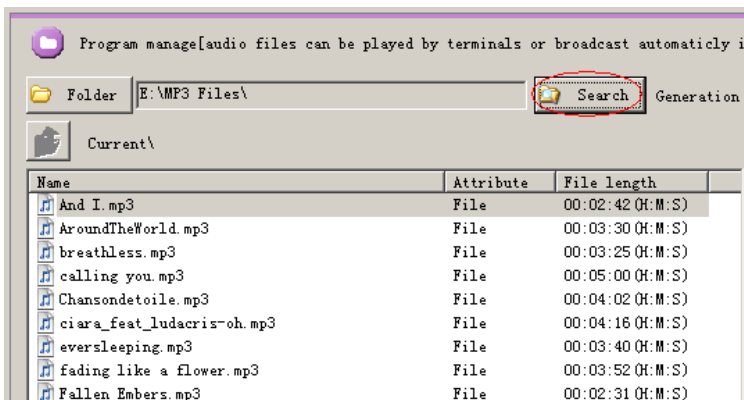 Program manage[audio files can be played by terminals or broadcast automaticly i
Folder E:\MP3 Files\ Search Generation
Current\
Name Attribute File length
And I.mp3 File 00:02:42(H:M:S)
AroundTheWorld.mp3 File 00:03:30(H:M:S)
breathless.mp3 File 00:03:25(H:M:S)
calling you.mp3 File 00:05:00(H:M:S)
Chansondetoile.mp3 File 00:04:02(H:M:S)
ciara_feat_ludacris-oh.mp3 File 00:04:16(H:M:S)
eversleeping.mp3 File 00:03:40(H:M:S)
fading like a flower.mp3 File 00:03:52(H:M:S)
Fallen Embers.mp3 File 00:02:31(H:M:S)